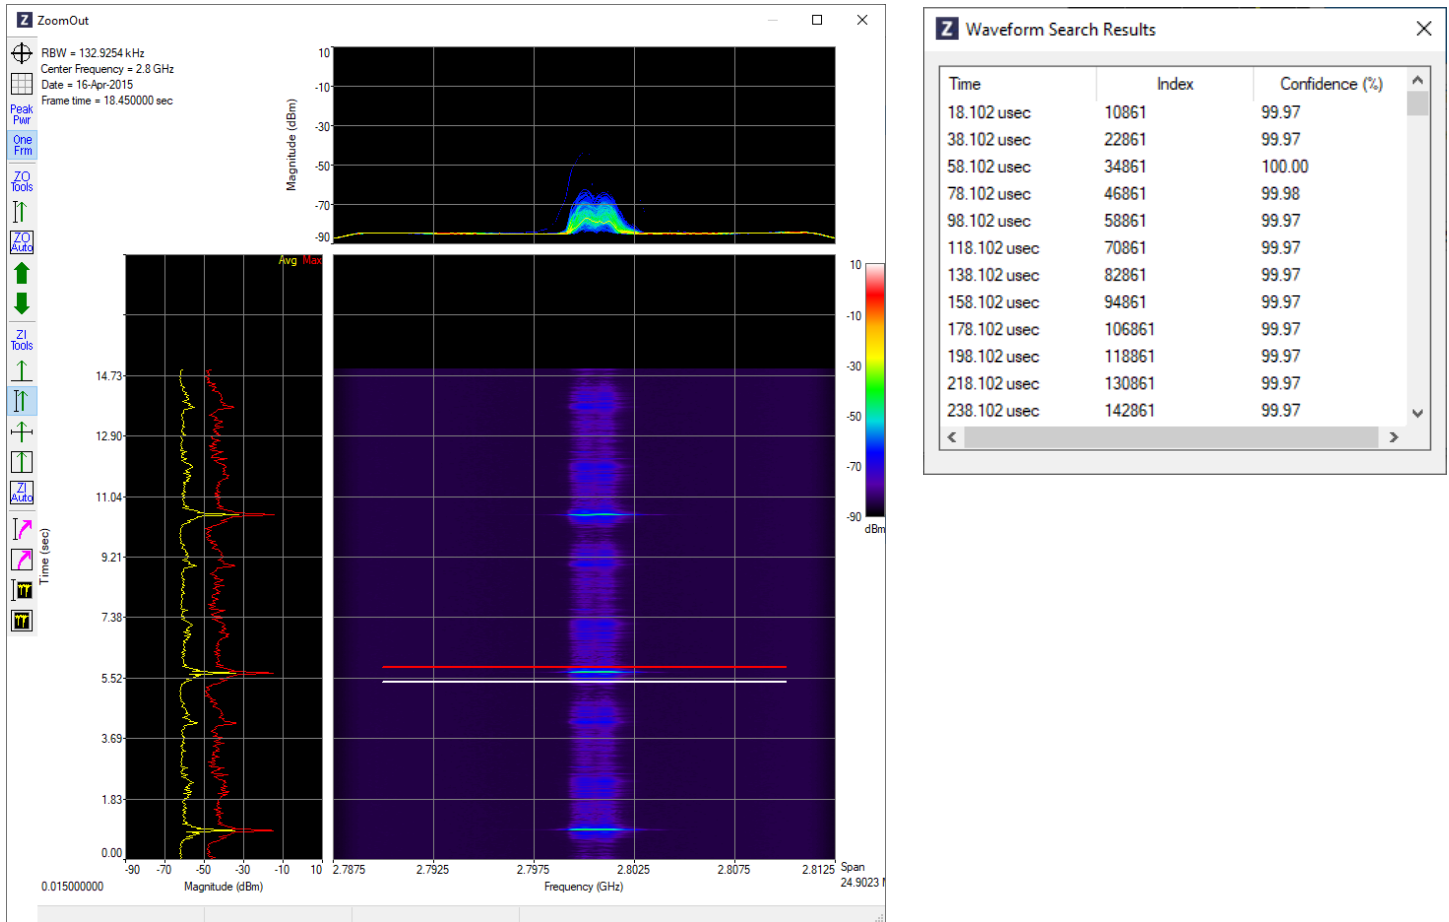 Z ZoomOut
RBW = 132.9254 kHz
Center Frequency = 2.8 GHz
Date = 16-Apr-2015
Frame time = 18.450000 sec
Peak
Pwr
One
Frm
ZO
Tools
ZO
Auto
ZI
Tools
ZI
Auto
Magnitude (dBm)
10
-10
-30
-50
-70
-90
Avg Max
14.73
12.90
11.04
9.21
7.38
5.52
3.69
1.83
0.00
Time (sec)
-90 -70 -50 -30 -10 10
Magnitude (dBm)
0.015000000
2.7875 2.7925 2.7975 2.8025 2.8075 2.8125
Frequency (GHz)
Span
24.9023
10
-10
-30
-50
-70
-90
dBm
Z Waveform Search Results
Time Index Confidence (%)
18.102 usec 10861 99.97
38.102 usec 22861 99.97
58.102 usec 34861 100.00
78.102 usec 46861 99.98
98.102 usec 58861 99.97
118.102 usec 70861 99.97
138.102 usec 82861 99.97
158.102 usec 94861 99.97
178.102 usec 106861 99.97
198.102 usec 118861 99.97
218.102 usec 130861 99.97
238.102 usec 142861 99.97